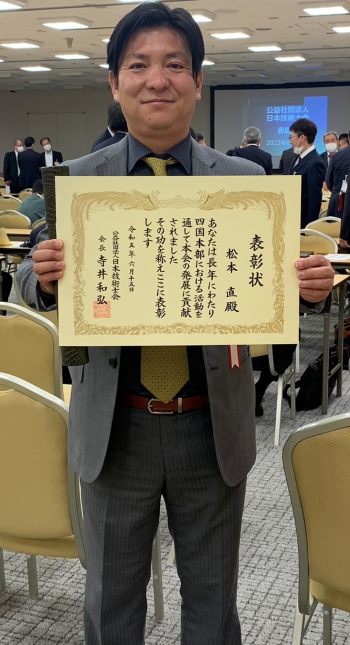 公益社団法人
日本技術士会
表彰状
松本 直殿
あなたは長年にわたり
四国本部における活動を
通して本会の発展に貢献
されました
その功を称えここに表彰
します
令和五年六月十五日
公益社団法人日本技術士会
会長 寺井和弘